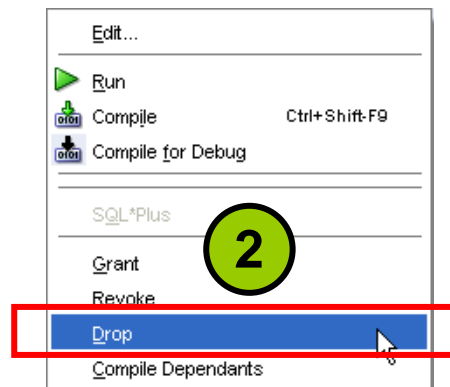 Edit...
Run
Compile Ctrl+Shift-F9
Compile for Debug
SQL*Plus
2
Grant
Revoke
Drop
Compile Dependants